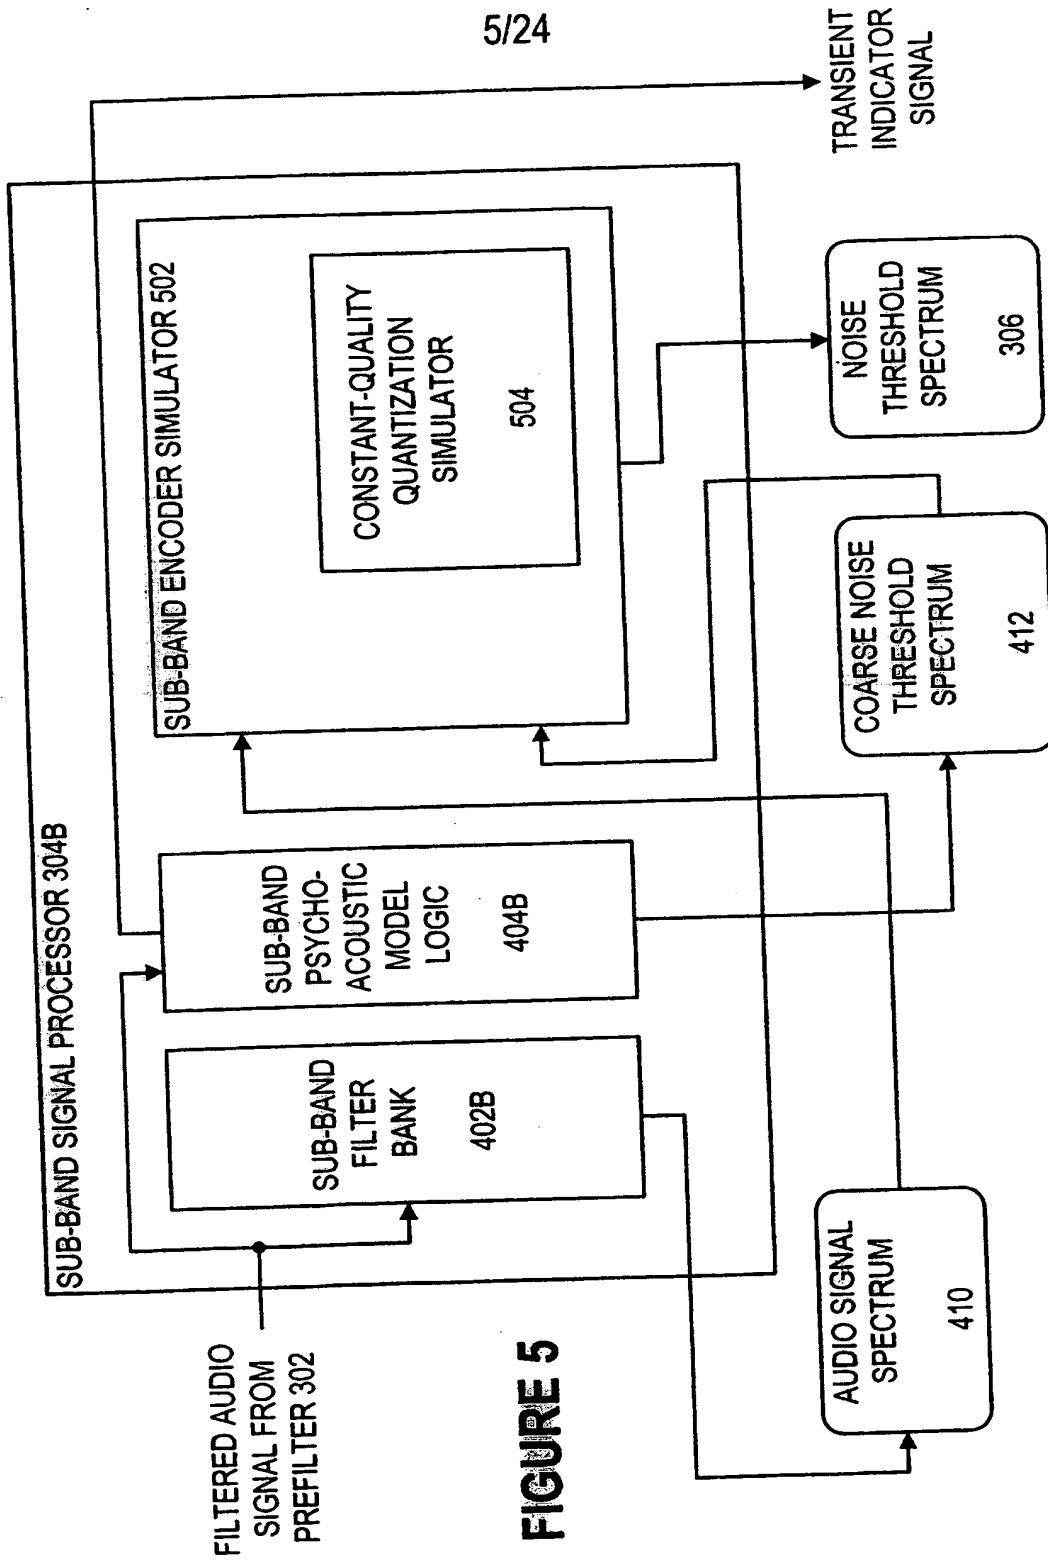 5/24
SUB-BAND SIGNAL PROCESSOR 304B
FILTERED AUDIO
SIGNAL FROM
PREFILTER 302
SUB-BAND
FILTER
BANK
402B
SUB-BAND
PSYCHO-
ACOUSTIC
MODEL
LOGIC
404B
SUB-BAND ENCODER SIMULATOR 502
CONSTANT-QUALITY
QUANTIZATION
SIMULATOR
504
AUDIO SIGNAL
SPECTRUM
410
COARSE NOISE
THRESHOLD
SPECTRUM
412
NOISE
THRESHOLD
SPECTRUM
306
TRANSIENT
INDICATOR
SIGNAL
FIGURE 5